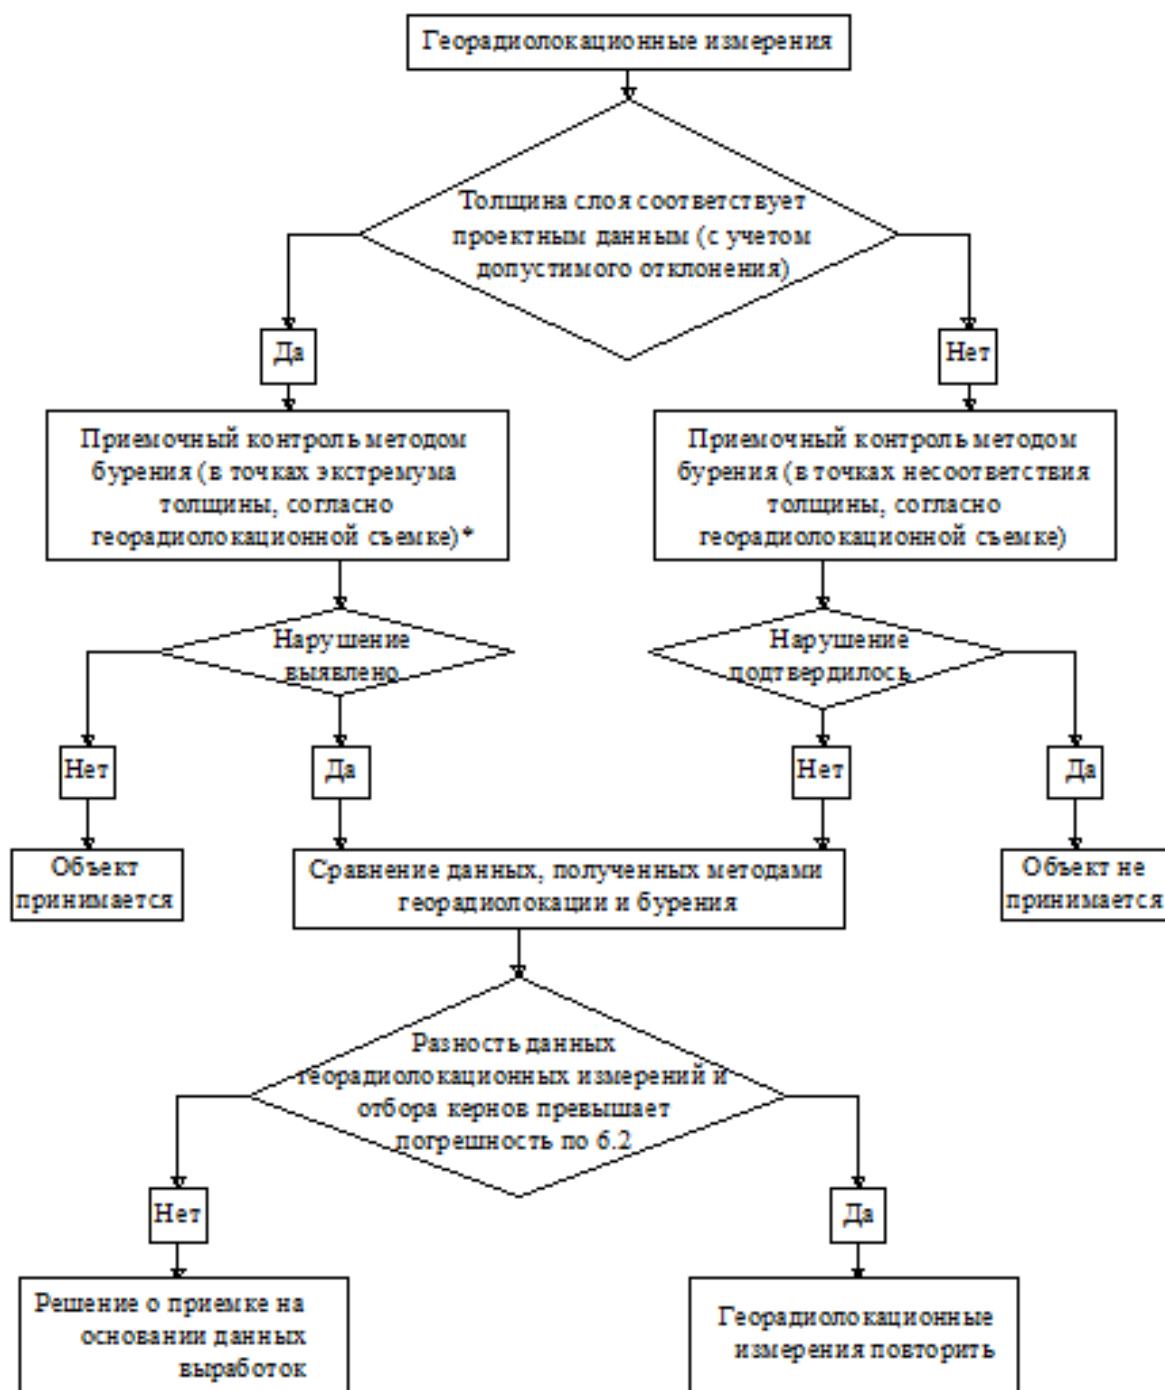 Георадиолокационные измерения
Толщина слоя соответствует
проектным данным (с учетом
допустимого отклонения)
Да
Нет
Приемочный контроль методом
бурения (в точках экстремума
толщины, согласно
георадиолокационной съемке)*
Приемочный контроль методом
бурения (в точках несоответствия
толщины, согласно
георадиолокационной съемке)
Нарушение
выявлено
Нарушение
подтвердилось
Нет
Да
Нет
Да
Объект
принимается
Сравнение данных, полученных методами
георадиолокации и бурения
Объект не
принимается
Разность данных
георадиолокационных измерений и
отбора кернов превышает
погрешность по 6.2
Нет
Да
Решение о приемке на
основании данных
выработок
Георадиолокационные
измерения повторить